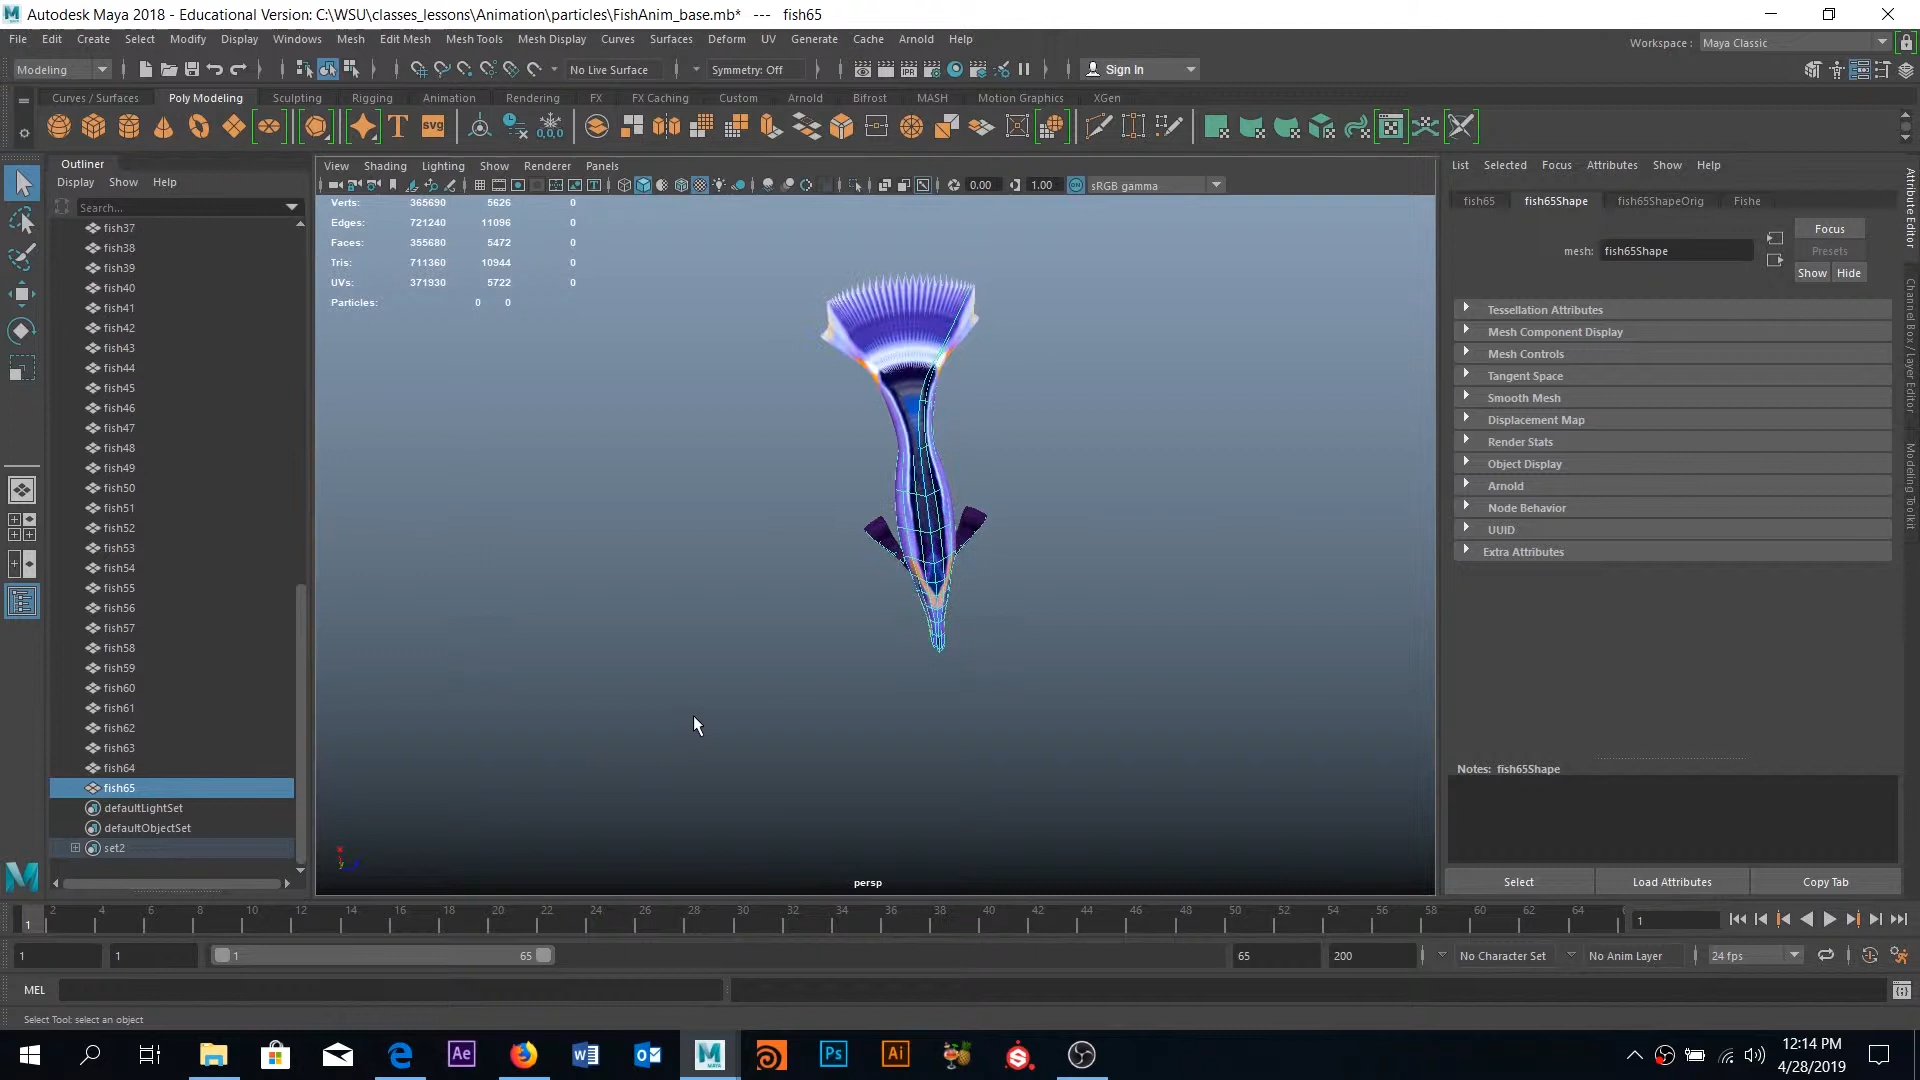 Autodesk Maya 2018 - Educational Version: C:\WSU\classes_lessons\Animation\particles\FishAnim_base.mb*   ---   fish65
File Edit Create Select Modify Display Windows Mesh Edit Mesh Mesh Tools Mesh Display Curves Surfaces Deform UV Generate Cache Arnold Help
Workspace : Maya Classic
Modeling No Live Surface Symmetry: Off Sign In
Curves / Surfaces Poly Modeling Sculpting Rigging Animation Rendering FX FX Caching Custom Arnold Bifrost MASH Motion Graphics XGen
T SVG 0,0,0
Outliner
Display Show Help
Search...
fish37
fish38
fish39
fish40
fish41
fish42
fish43
fish44
fish45
fish46
fish47
fish48
fish49
fish50
fish51
fish52
fish53
fish54
fish55
fish56
fish57
fish58
fish59
fish60
fish61
fish62
fish63
fish64
fish65
defaultLightSet
defaultObjectSet
set2
View Shading Lighting Show Renderer Panels
0.00 1.00 sRGB gamma
Verts: 365690 5626 0
Edges: 721240 11096 0
Faces: 355680 5472 0
Tris: 711360 10944 0
UVs: 371930 5722 0
Particles: 0 0
persp
List Selected Focus Attributes Show Help
fish65 fish65Shape fish65ShapeOrig Fishe
Focus
Presets
Show Hide
mesh: fish65Shape
Tessellation Attributes
Mesh Component Display
Mesh Controls
Tangent Space
Smooth Mesh
Displacement Map
Render Stats
Object Display
Arnold
Node Behavior
UUID
Extra Attributes
Notes: fish65Shape
Select Load Attributes Copy Tab
Attribute Editor
Channel Box / Layer Editor
Modeling Toolkit
1 2 4 6 8 10 12 14 16 18 20 22 24 26 28 30 32 34 36 38 40 42 44 46 48 50 52 54 56 58 60 62 64 1
1 1 1 65 65 200 No Character Set No Anim Layer 24 fps
MEL
Select Tool: select an object
12:14 PM
4/28/2019